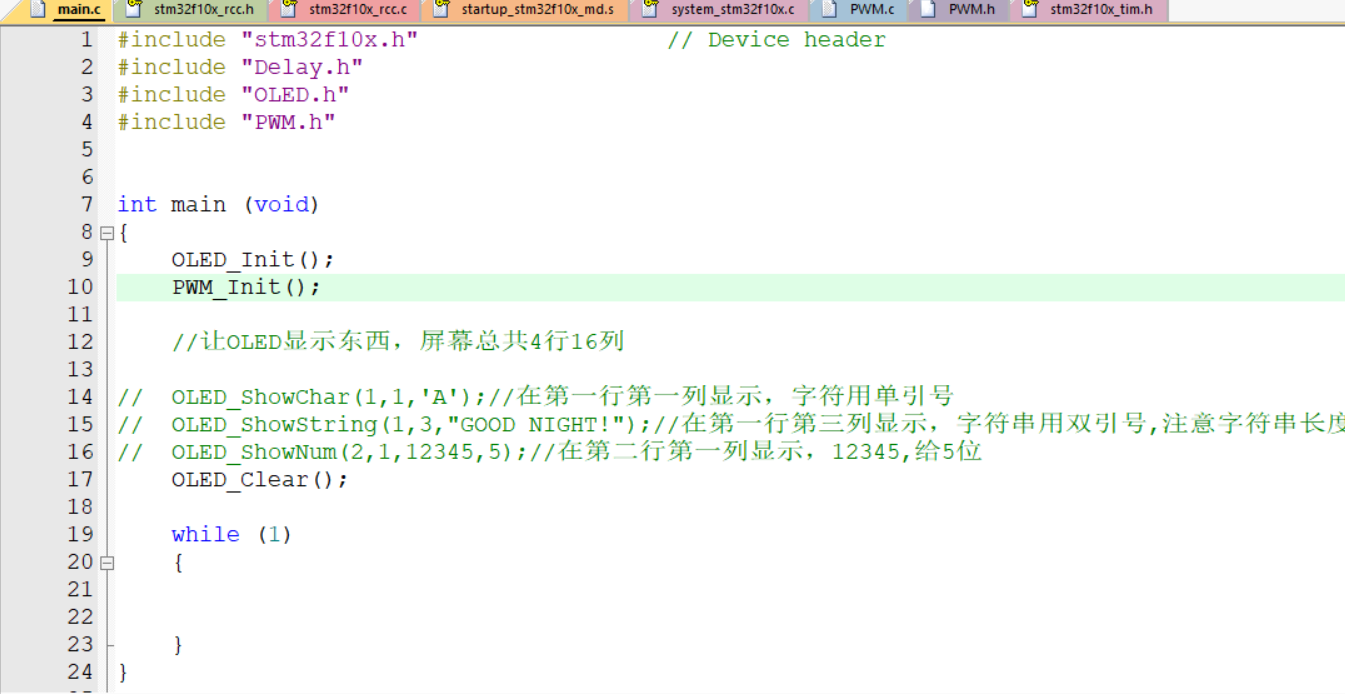 main.c stm32f10x_rcc.h stm32f10x_rcc.c startup_stm32f10x_md.s system_stm32f10x.c PWM.c PWM.h stm32f10x_tim.h
1 #include "stm32f10x.h" // Device header
2 #include "Delay.h"
3 #include "OLED.h"
4 #include "PWM.h"
5
6
7 int main (void)
8 {
9 OLED_Init();
10 PWM_Init();
11
12 //让OLED显示东西，屏幕总共4行16列
13
14 // OLED_ShowChar(1,1,'A');//在第一行第一列显示，字符用单引号
15 // OLED_ShowString(1,3,"GOOD NIGHT!");//在第一行第三列显示，字符串用双引号,注意字符串长度
16 // OLED_ShowNum(2,1,12345,5);//在第二行第一列显示，12345,给5位
17 OLED_Clear();
18
19 while (1)
20 {
21
22
23 }
24 }